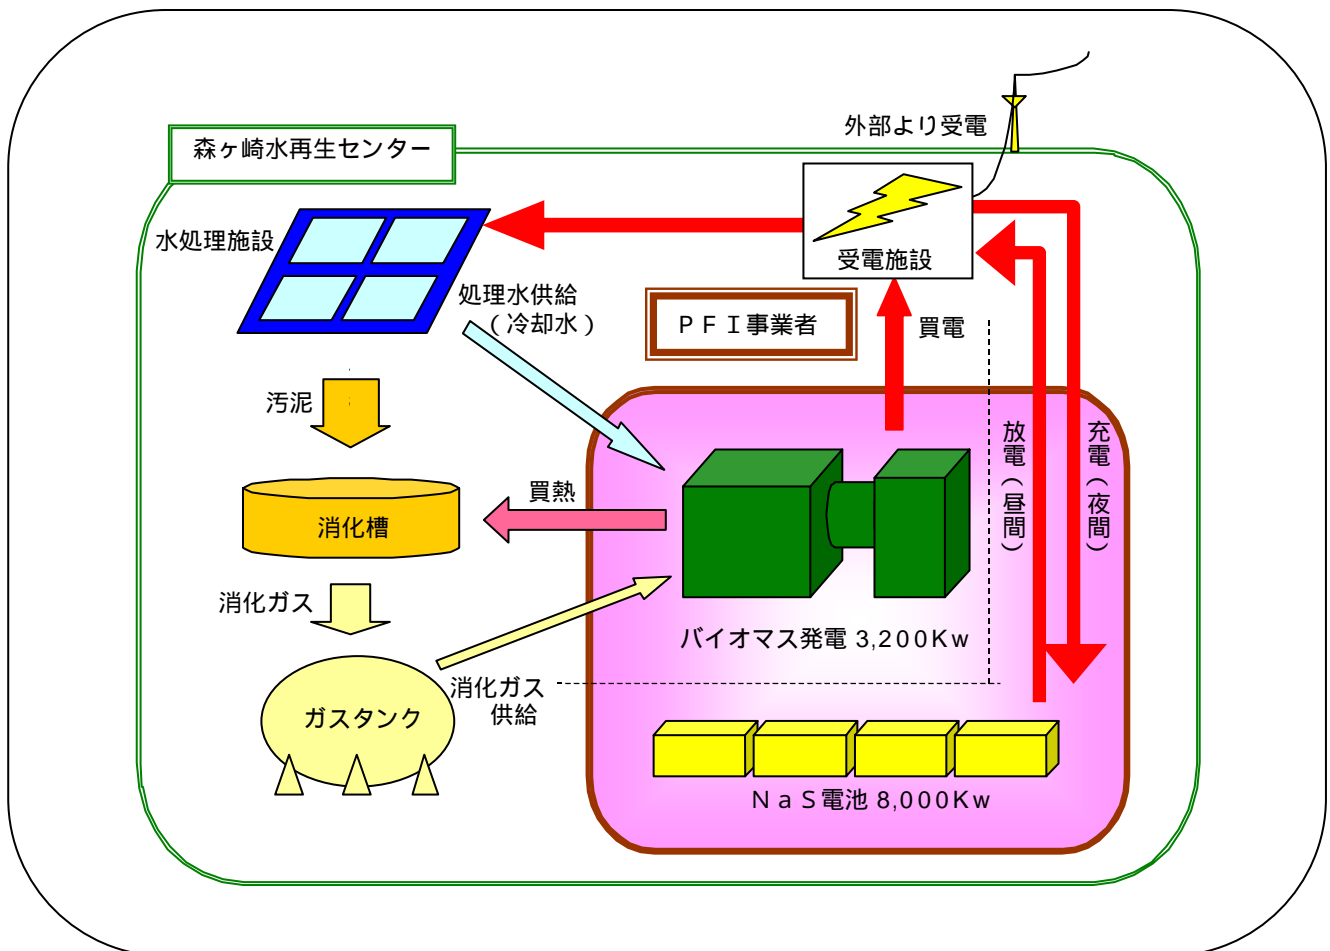 外部より受電
森ヶ崎水再生センター
水処理施設
受電施設
処理水供給
（冷却水）
ＰＦＩ事業者
買電
汚泥
放電（昼間）
充電（夜間）
買熱
消化槽
消化ガス
バイオマス発電 3,200Kw
消化ガス
供給
ガスタンク
ＮａＳ電池 8,000Kw